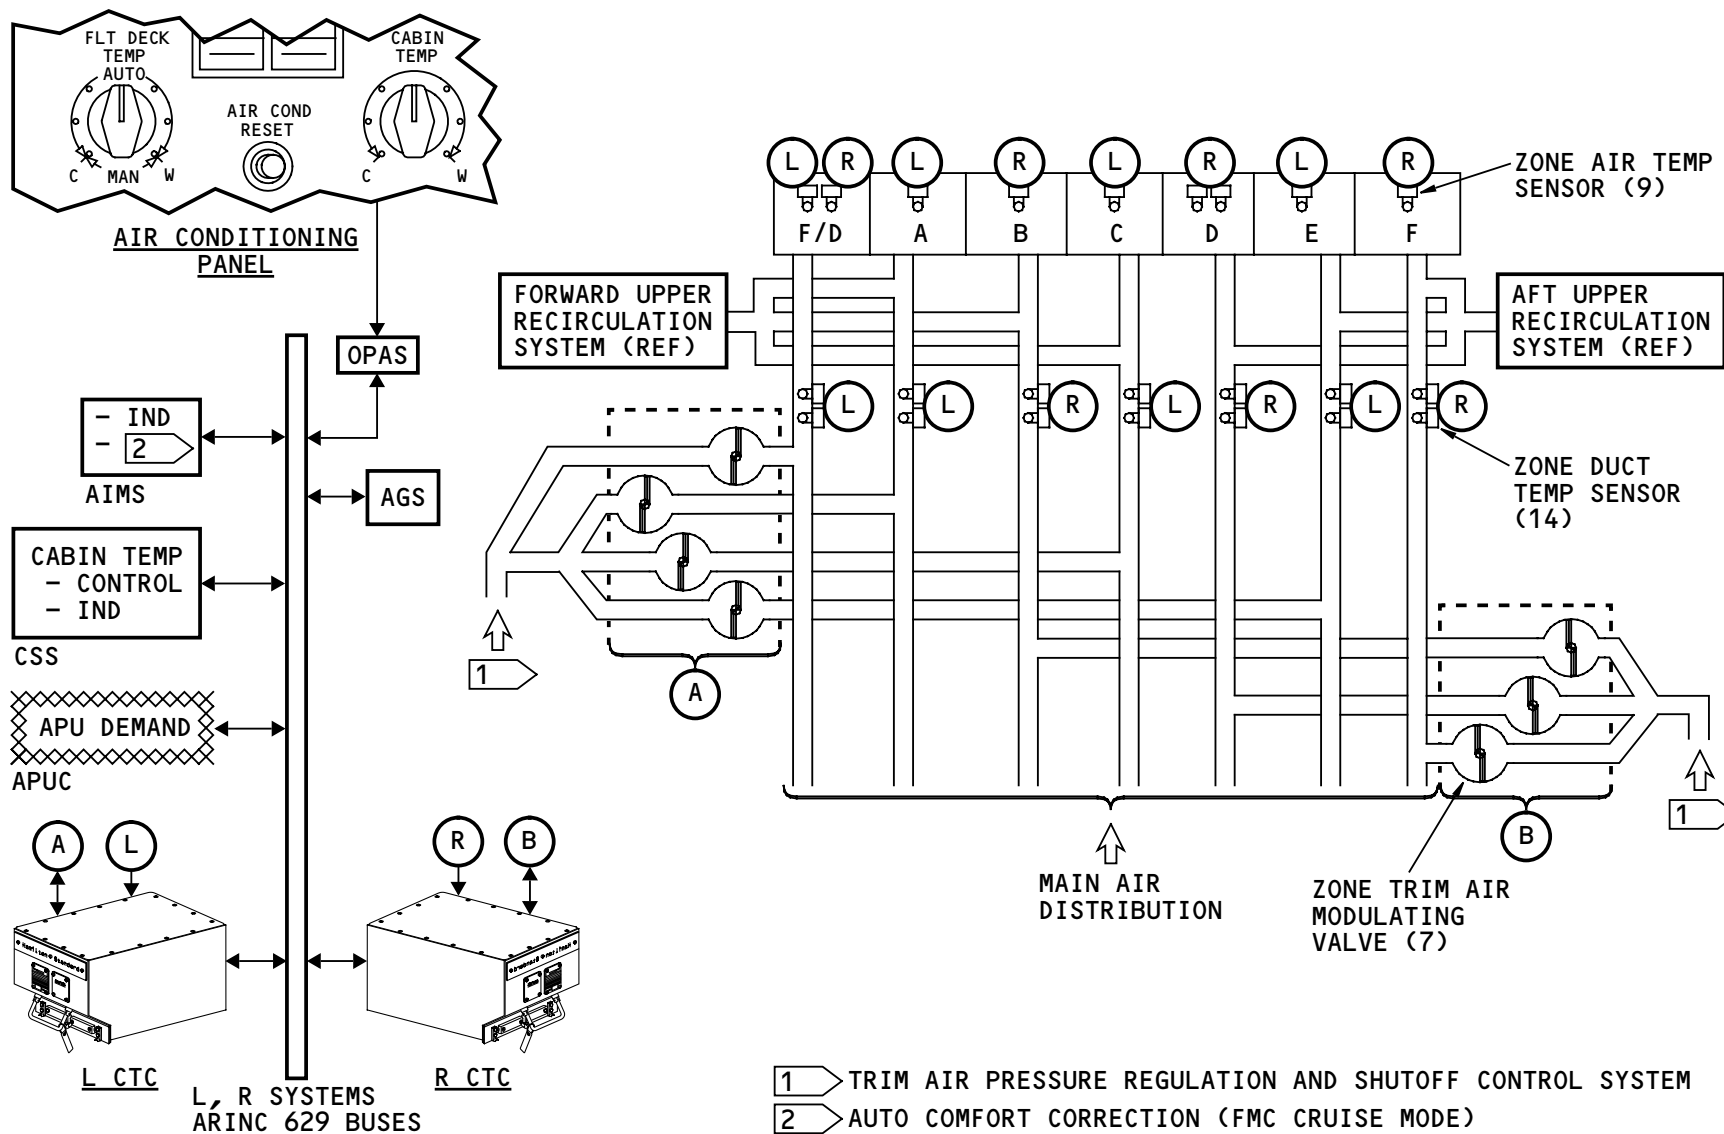 FLT DECK
TEMP
AUTO
C MAN W
AIR COND
RESET
CABIN
TEMP
C W
AIR CONDITIONING
PANEL
OPAS
- IND
- 2
AIMS
AGS
CABIN TEMP
- CONTROL
- IND
CSS
APU DEMAND
APUC
A L
R B
Hamilton Standard
L CTC
R CTC
L, R SYSTEMS
ARINC 629 BUSES
L R L R L R L R
F/D A B C D E F
ZONE AIR TEMP
SENSOR (9)
FORWARD UPPER
RECIRCULATION
SYSTEM (REF)
AFT UPPER
RECIRCULATION
SYSTEM (REF)
L L R L R L R
ZONE DUCT
TEMP SENSOR
(14)
1
A
B
1
MAIN AIR
DISTRIBUTION
ZONE TRIM AIR
MODULATING
VALVE (7)
1 TRIM AIR PRESSURE REGULATION AND SHUTOFF CONTROL SYSTEM
2 AUTO COMFORT CORRECTION (FMC CRUISE MODE)